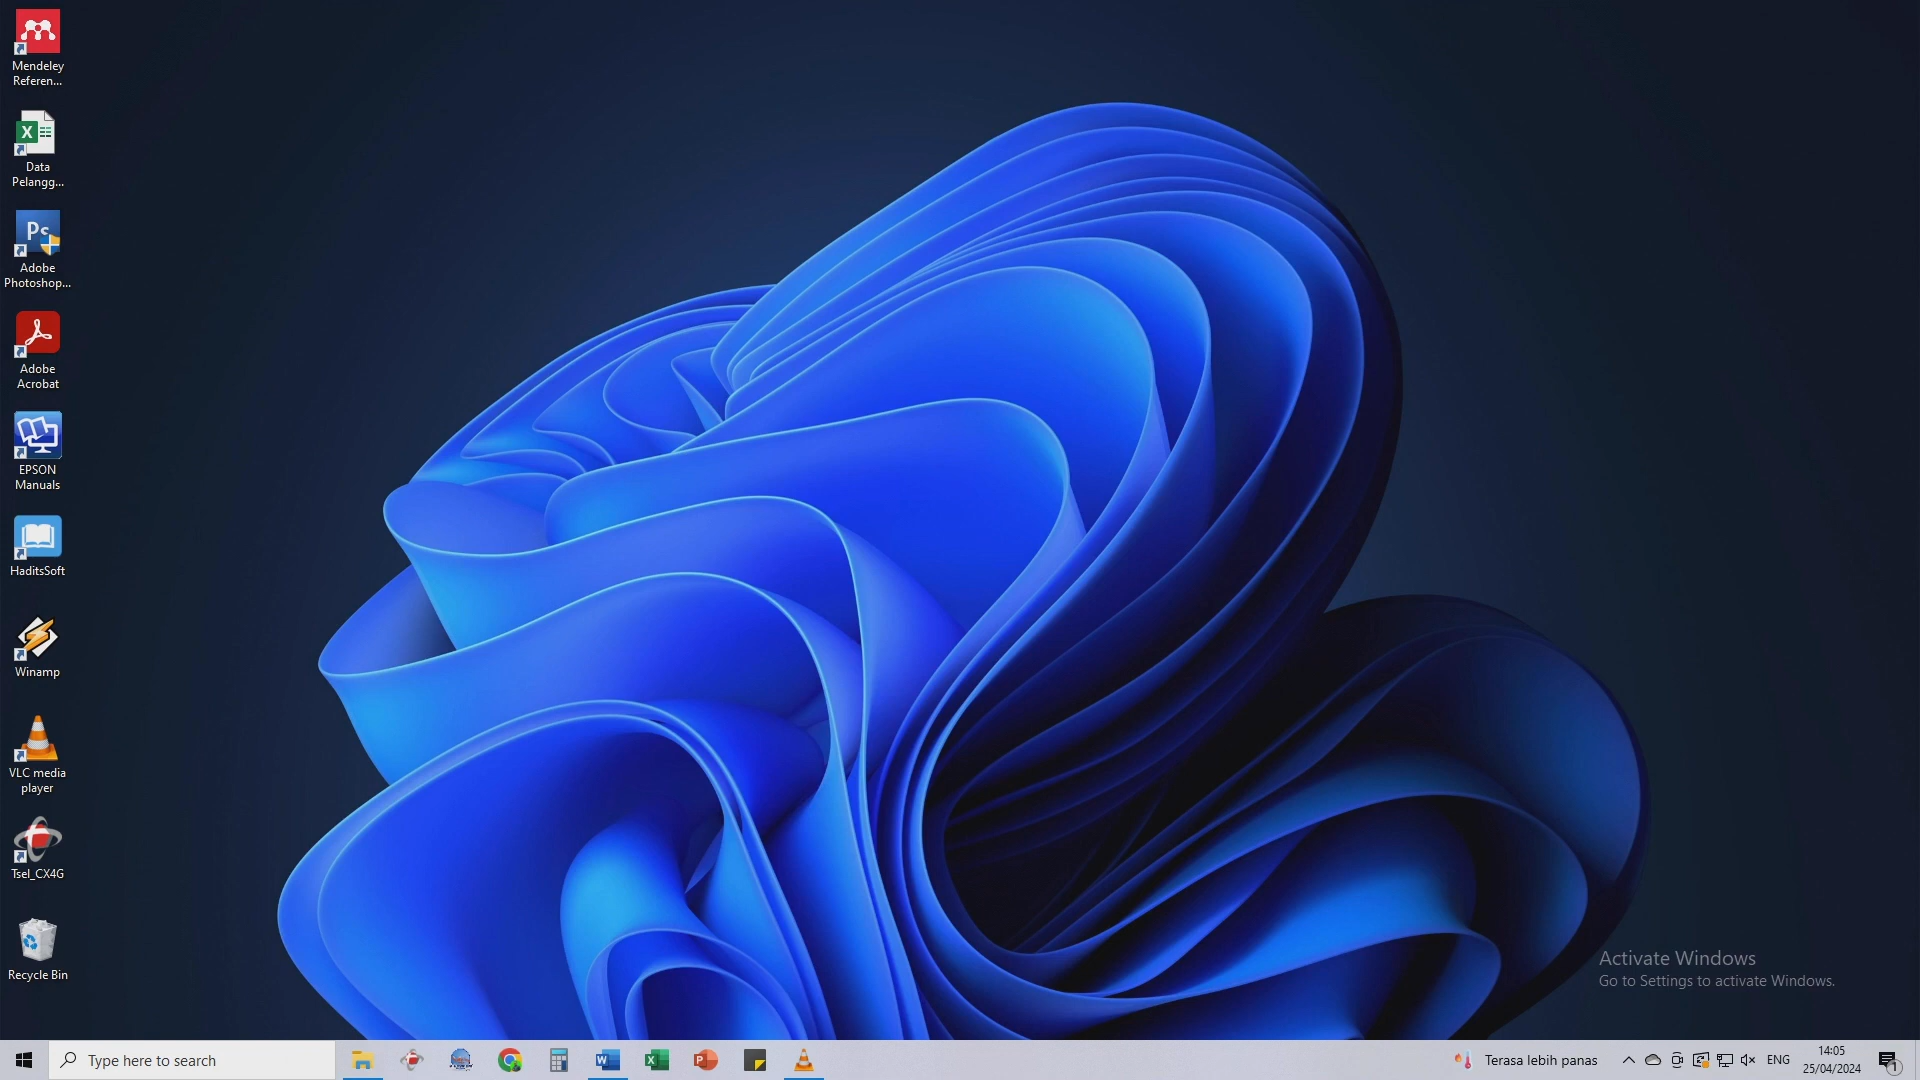 Mendeley
Referen...
Data
Pelangg...
Adobe
Photoshop...
Adobe
Acrobat
EPSON
Manuals
HaditsSoft
Winamp
VLC media
player
Tsel_CX4G
Recycle Bin
Activate Windows
Go to Settings to activate Windows.
Type here to search
Terasa lebih panas
ENG
14:05
25/04/2024
1